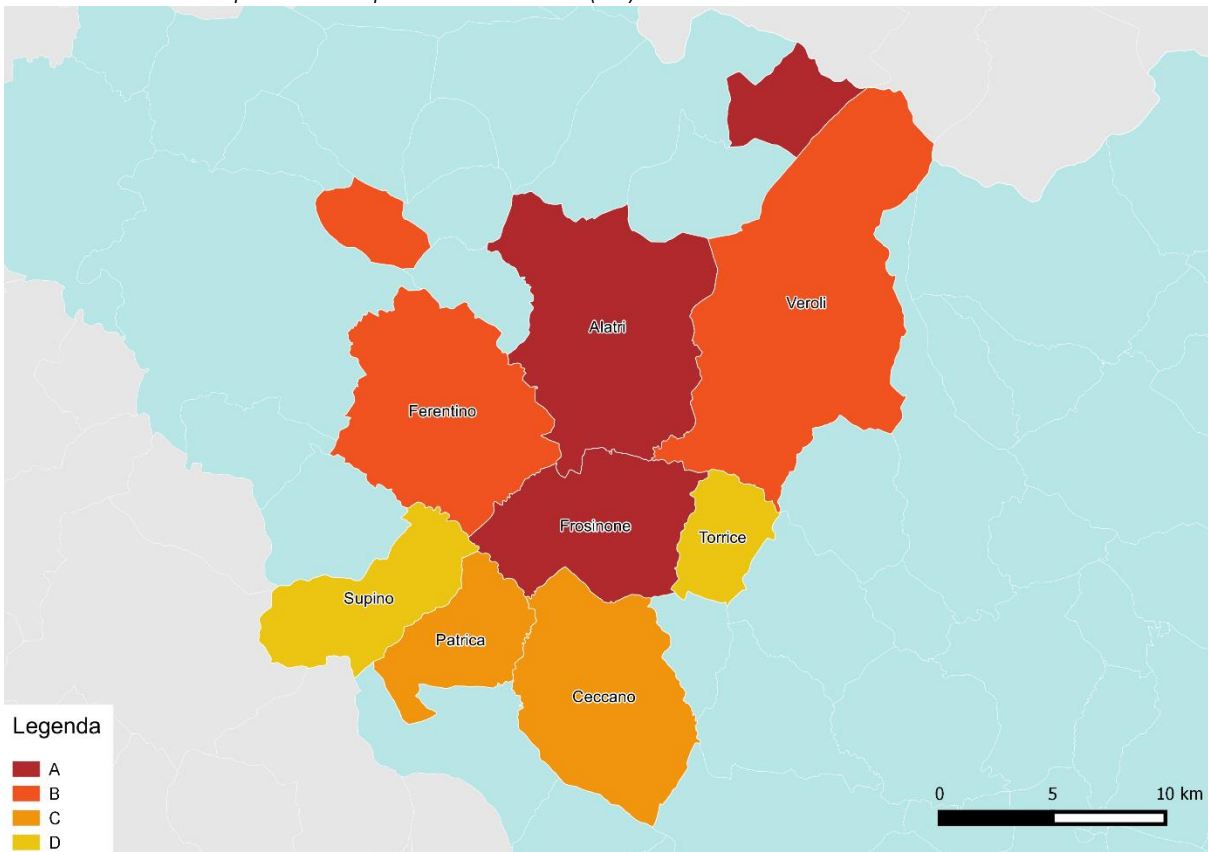 Veroli
Alatri
Ferentino
Frosinone
Torrice
Supino
Patrica
Ceccano
Legenda
A
B
C
D
0 5 10 km